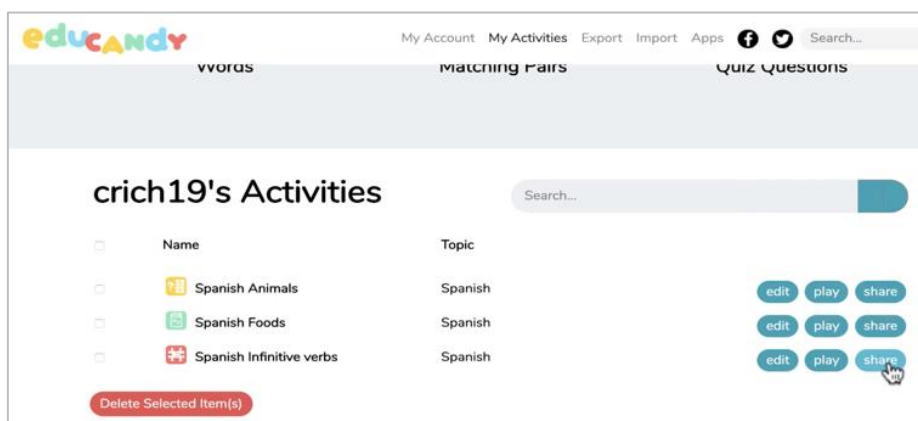 eDUCANDY My Account My Activities Export Import Apps Search...
Words Matching Pairs Quiz Questions
crich19's Activities Search...
Name Topic
Spanish Animals Spanish edit play share
Spanish Foods Spanish edit play share
Spanish Infinitive verbs Spanish edit play share
Delete Selected Item(s)